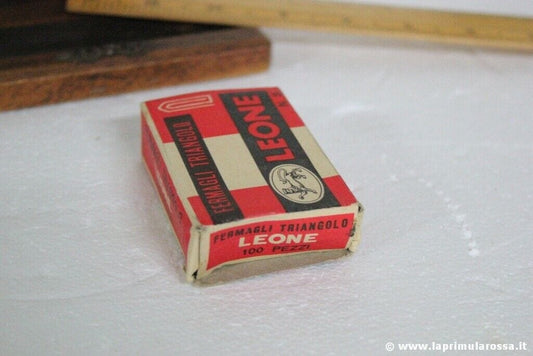 FERMAGLI TRIANGOLO
LEONE
FERMAGLI TRIANGOLO
LEONE
100 PEZZI
© www.laprimularossa.it